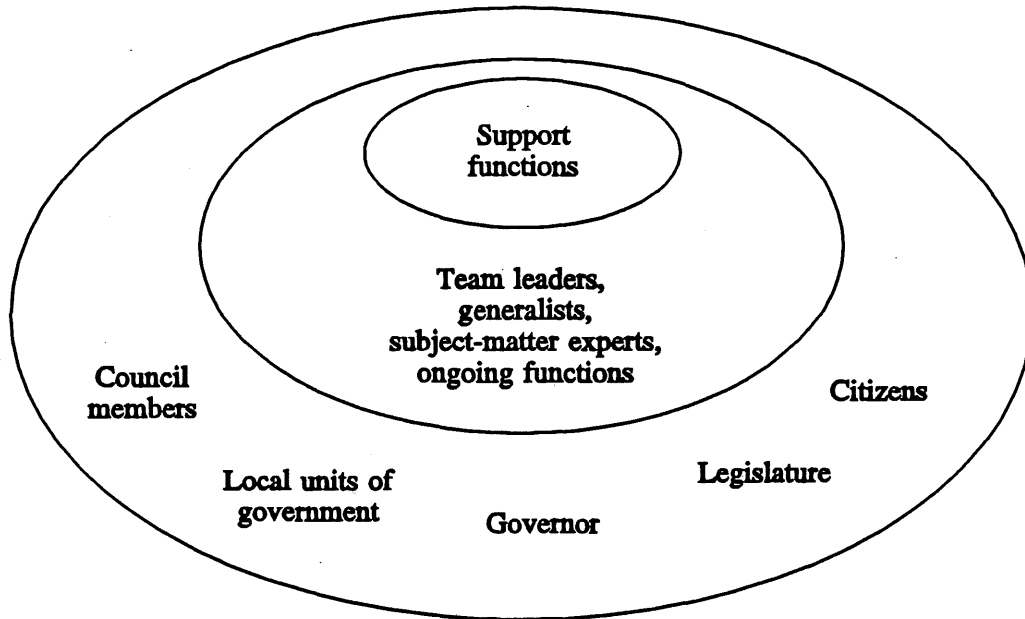 Support
functions
Team leaders,
generalists,
subject-matter experts,
ongoing functions
Council
members
Citizens
Local units of
government
Legislature
Governor